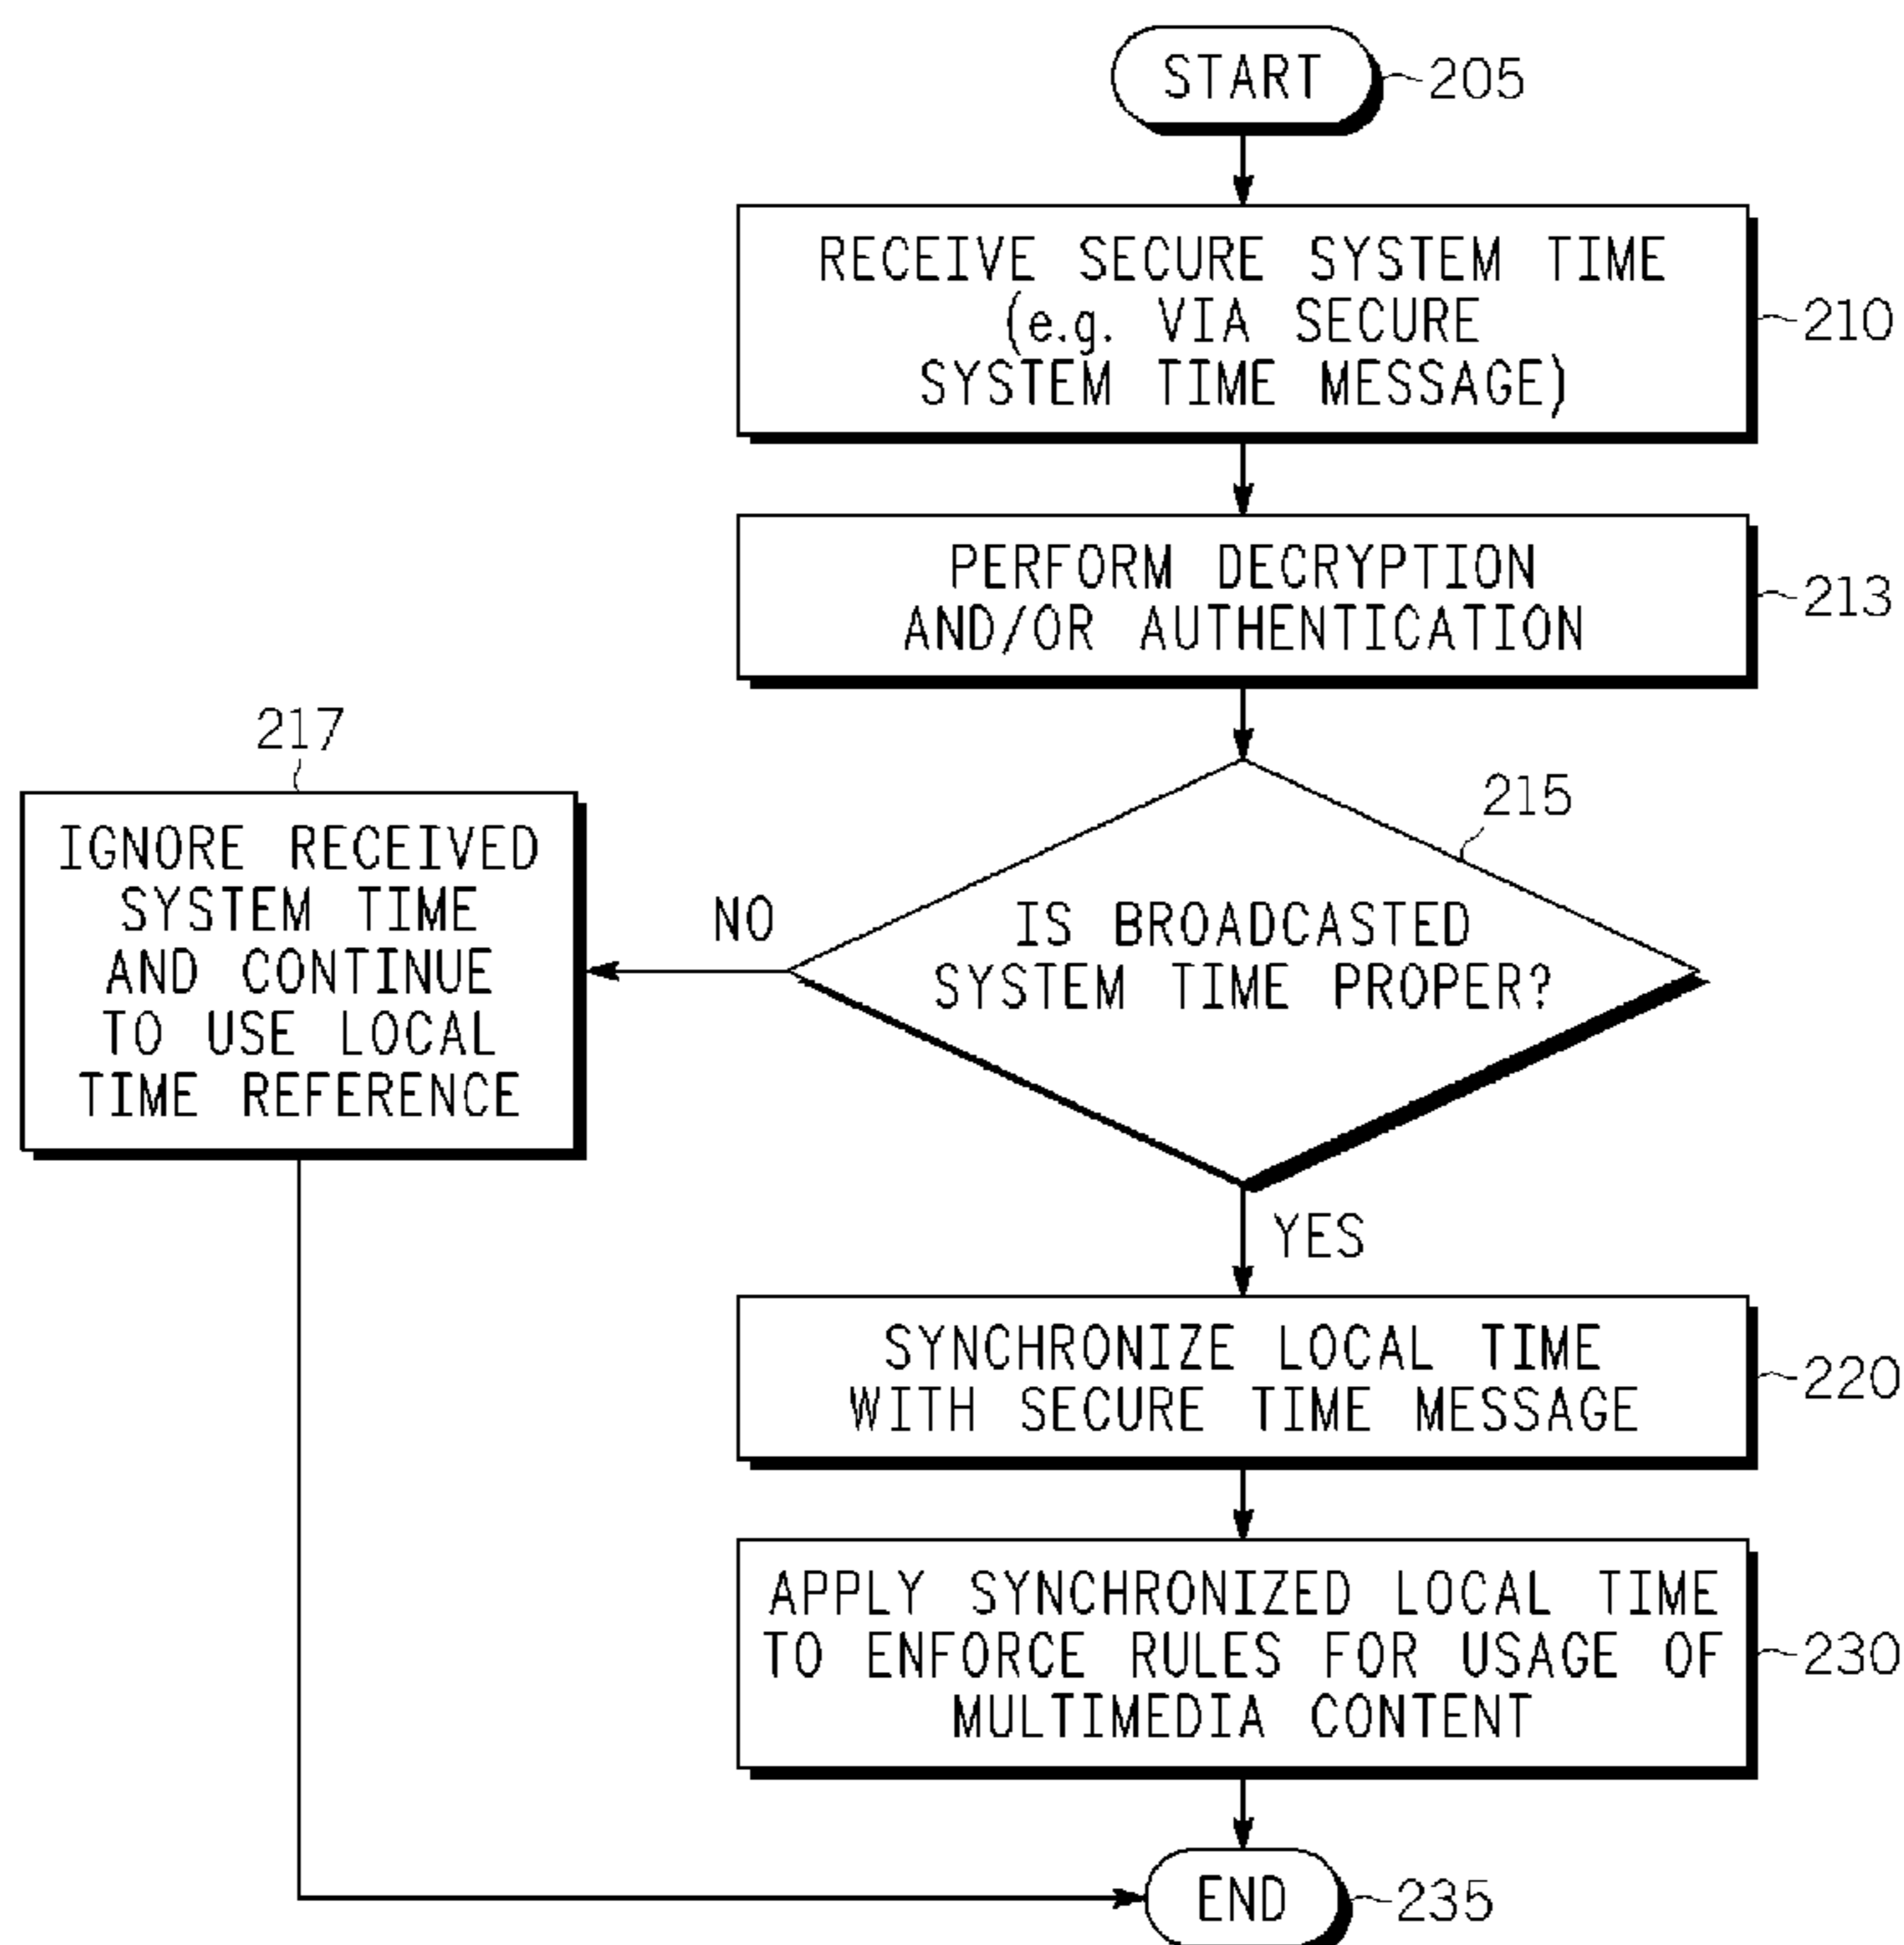 START
205
RECEIVE SECURE SYSTEM TIME
(e.g. VIA SECURE
SYSTEM TIME MESSAGE)
210
PERFORM DECRYPTION
AND/OR AUTHENTICATION
213
217
IGNORE RECEIVED
SYSTEM TIME
AND CONTINUE
TO USE LOCAL
TIME REFERENCE
NO
215
IS BROADCASTED
SYSTEM TIME PROPER?
YES
SYNCHRONIZE LOCAL TIME
WITH SECURE TIME MESSAGE
220
APPLY SYNCHRONIZED LOCAL TIME
TO ENFORCE RULES FOR USAGE OF
MULTIMEDIA CONTENT
230
END
235